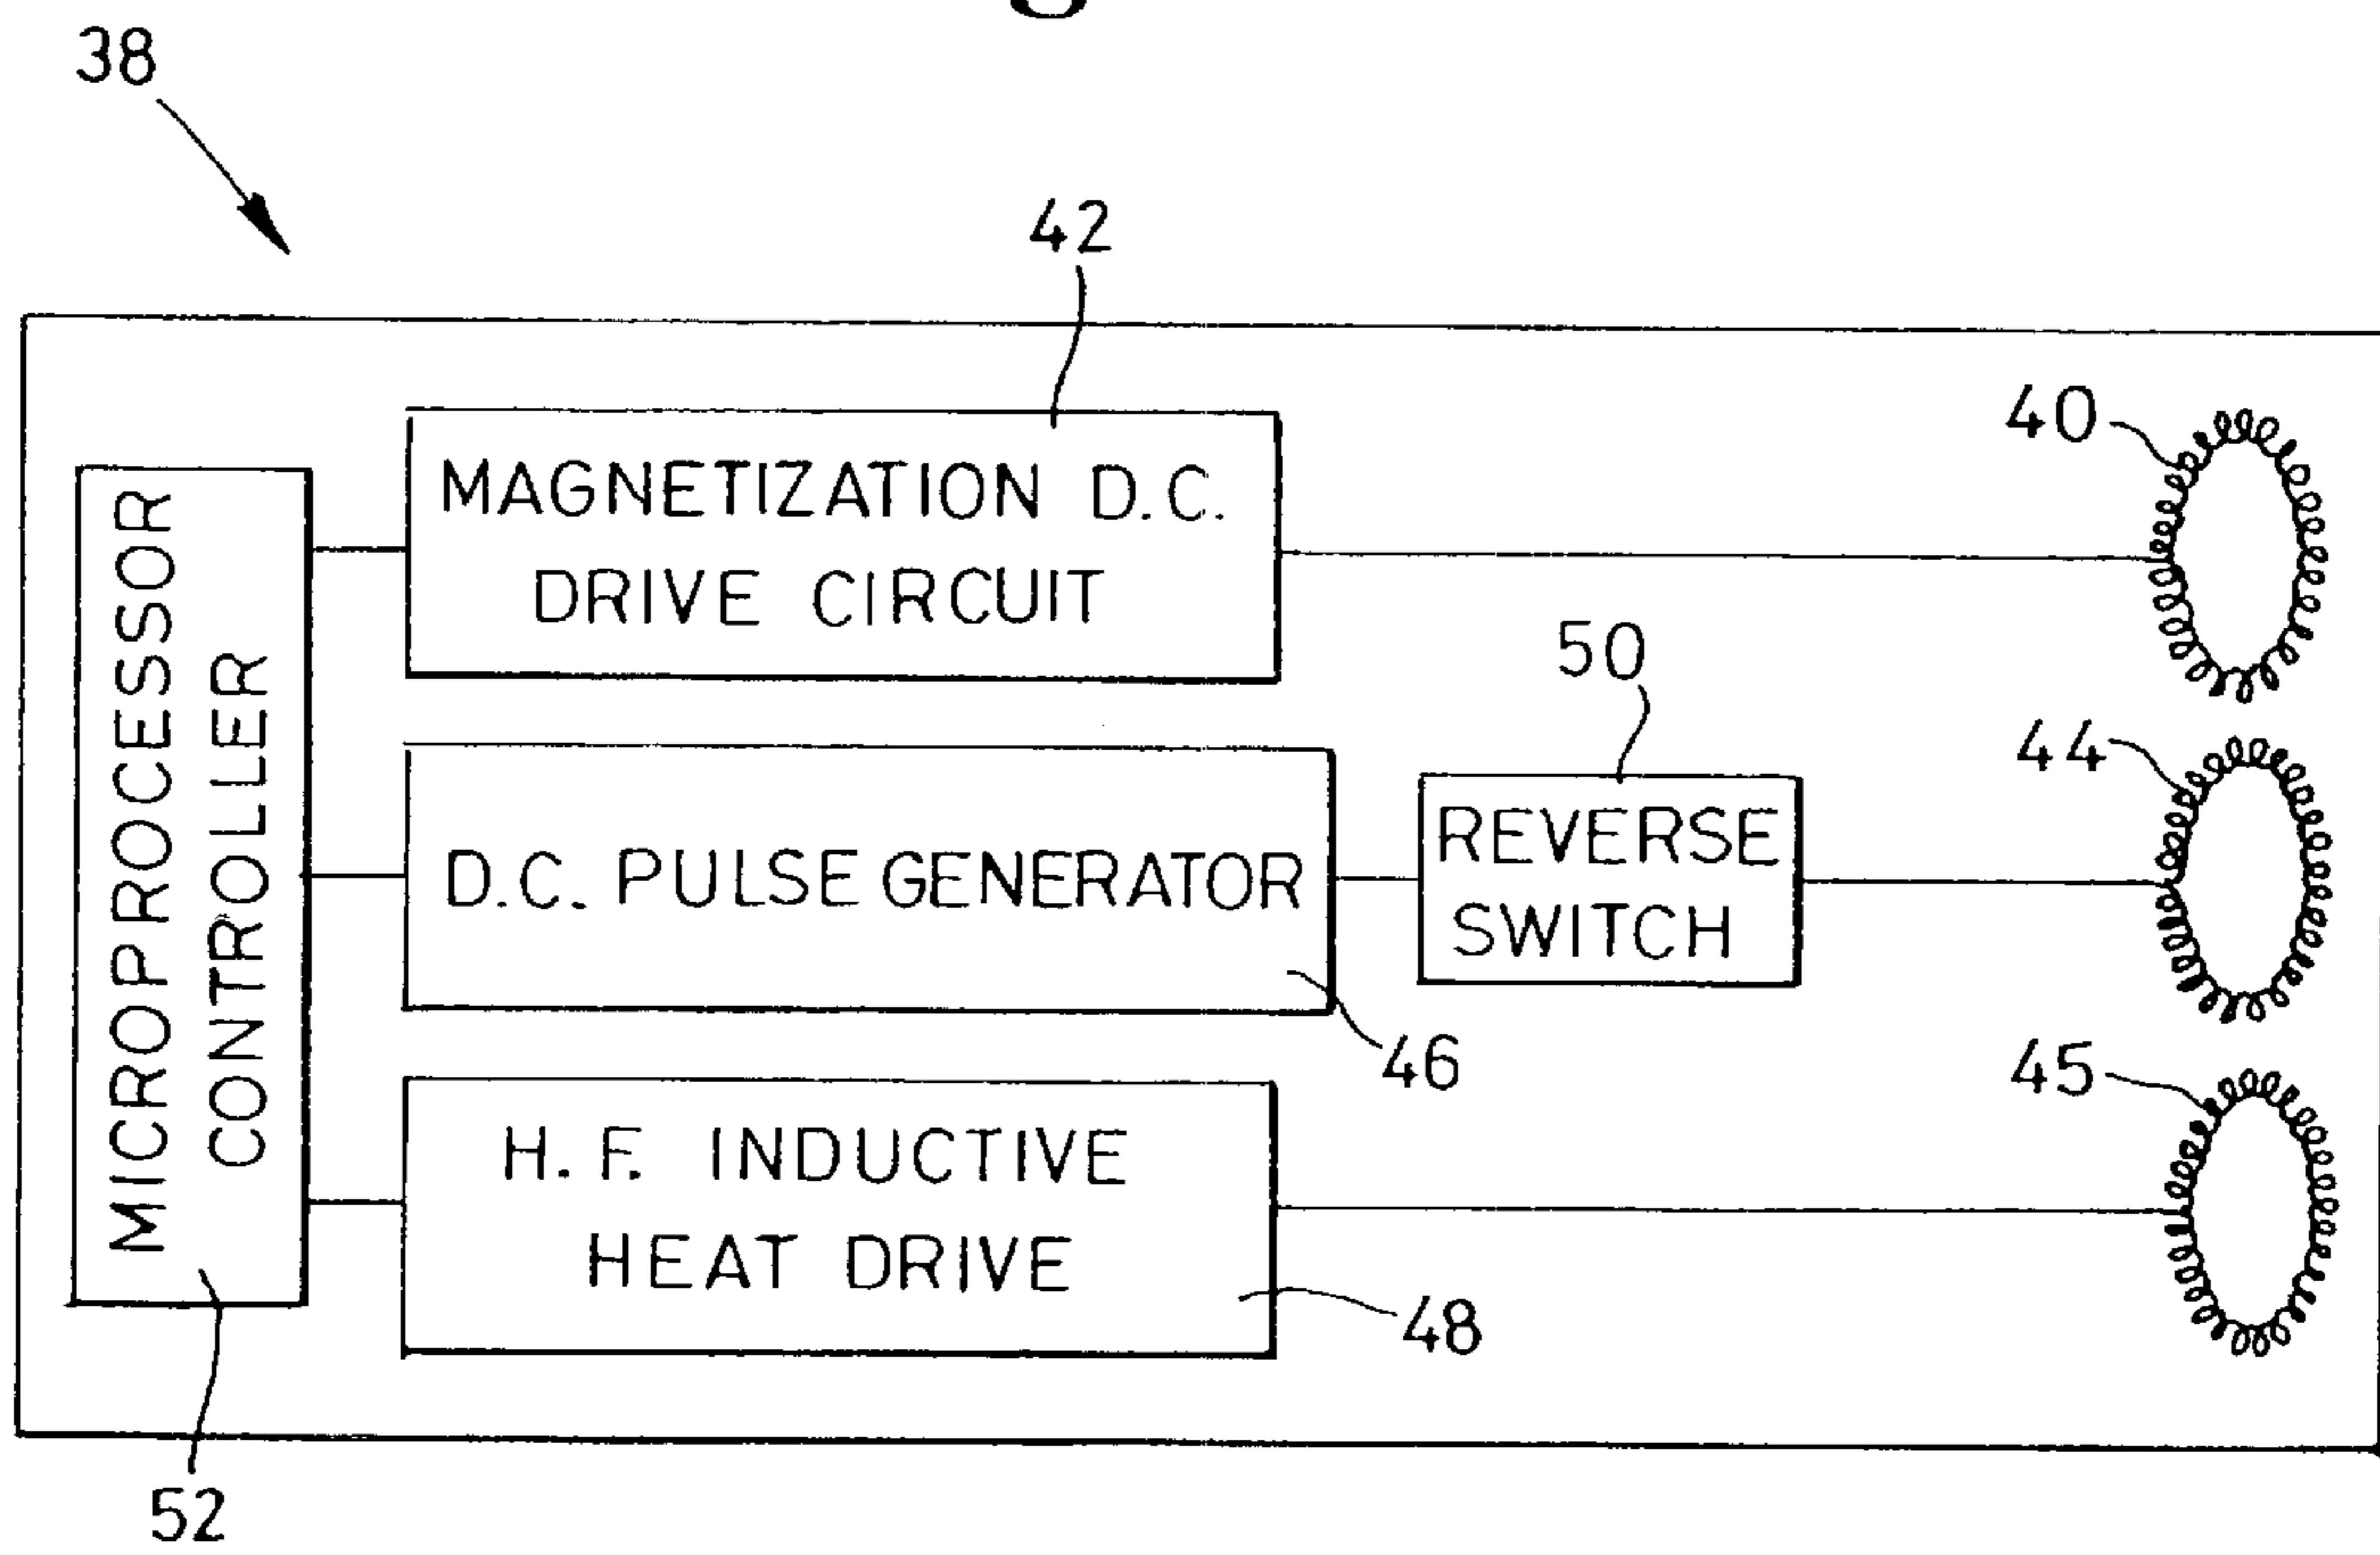 38
42
MAGNETIZATION D.C.
DRIVE CIRCUIT
40
50
44
MICROPROCESSOR
CONTROLLER
D.C. PULSE GENERATOR
REVERSE
SWITCH
46
45
H.F. INDUCTIVE
HEAT DRIVE
48
52